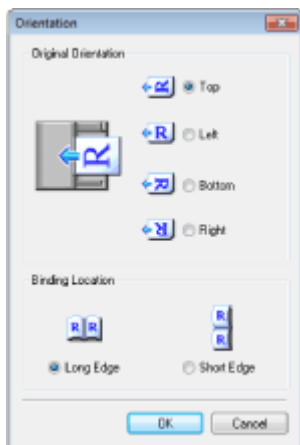 Orientation
Original Orientation
R
R Top
R Left
R Bottom
R Right
Binding Location
R R
R
R
Long Edge
Short Edge
OK
Cancel